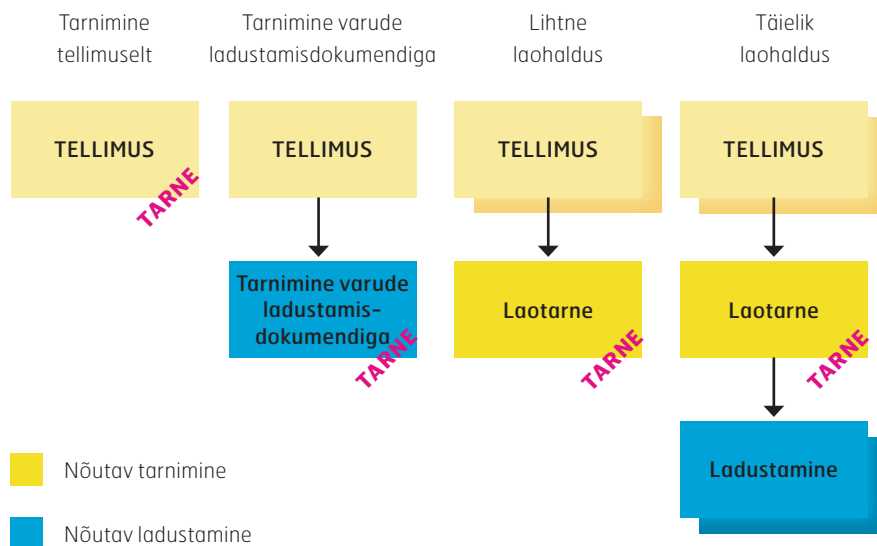 Tarnimine
tellimuselt
Tarnimine varude
ladustamisdokumendiga
Lihtne
laohaldus
Täielik
laohaldus
TELLIMUS
TARNE
TELLIMUS
TELLIMUS
TELLIMUS
Tarnimine varude
ladustamis-
dokumendiga
TARNE
Laotarne
TARNE
Laotarne
TARNE
Ladustamine
Nõutav tarnimine
Nõutav ladustamine